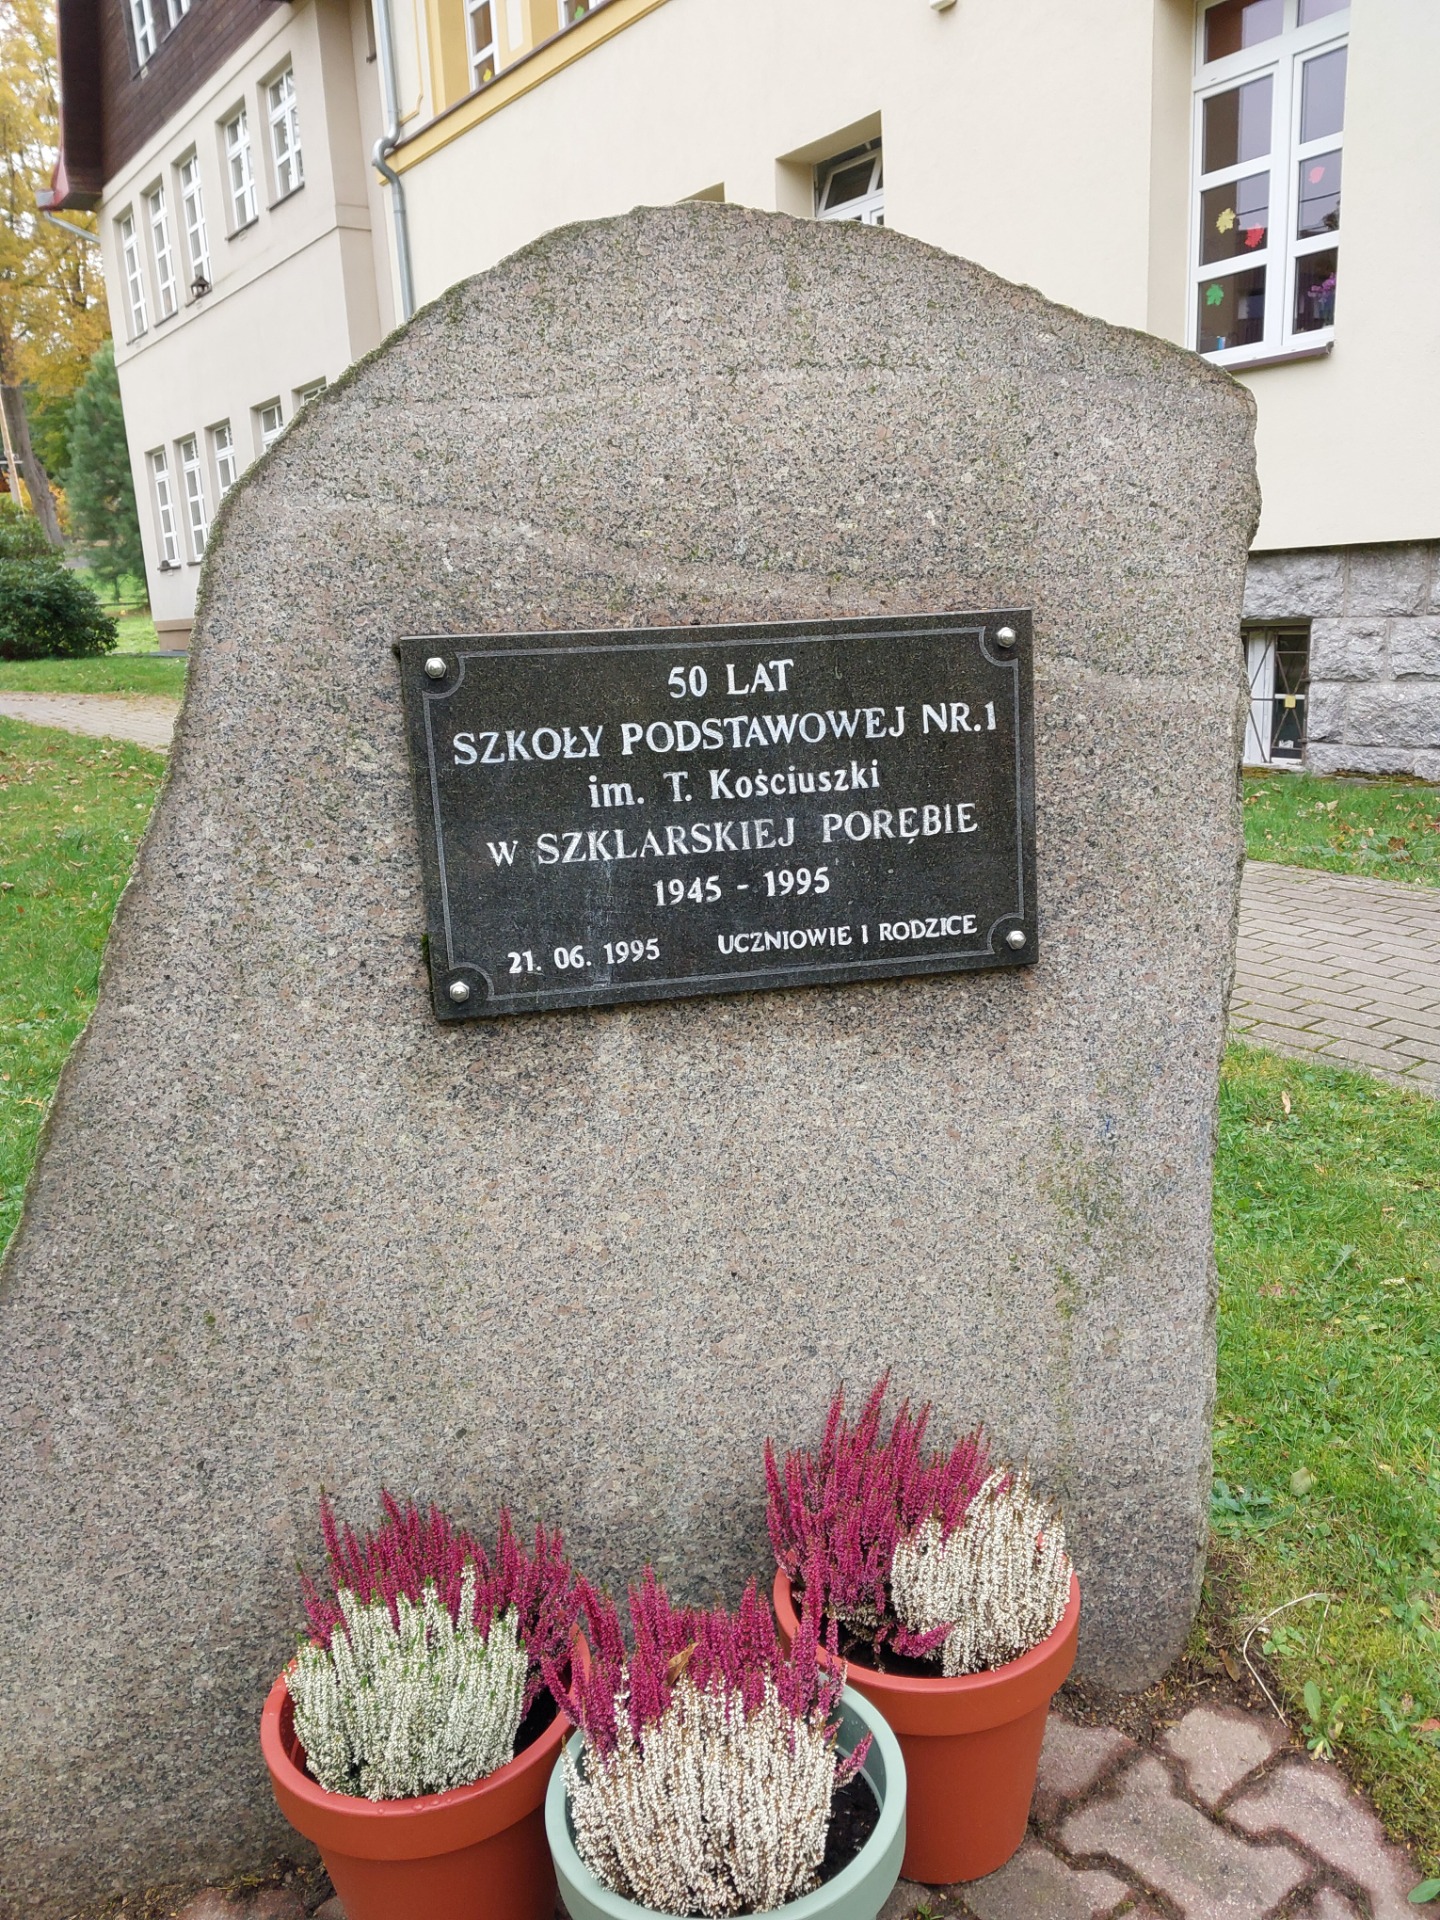 50 LAT
SZKOŁY PODSTAWOWEJ NR.1
im. T. Kościuszki
W SZKLARSKIEJ PORĘBIE
1945 - 1995
21. 06. 1995 UCZNIOWIE I RODZICE